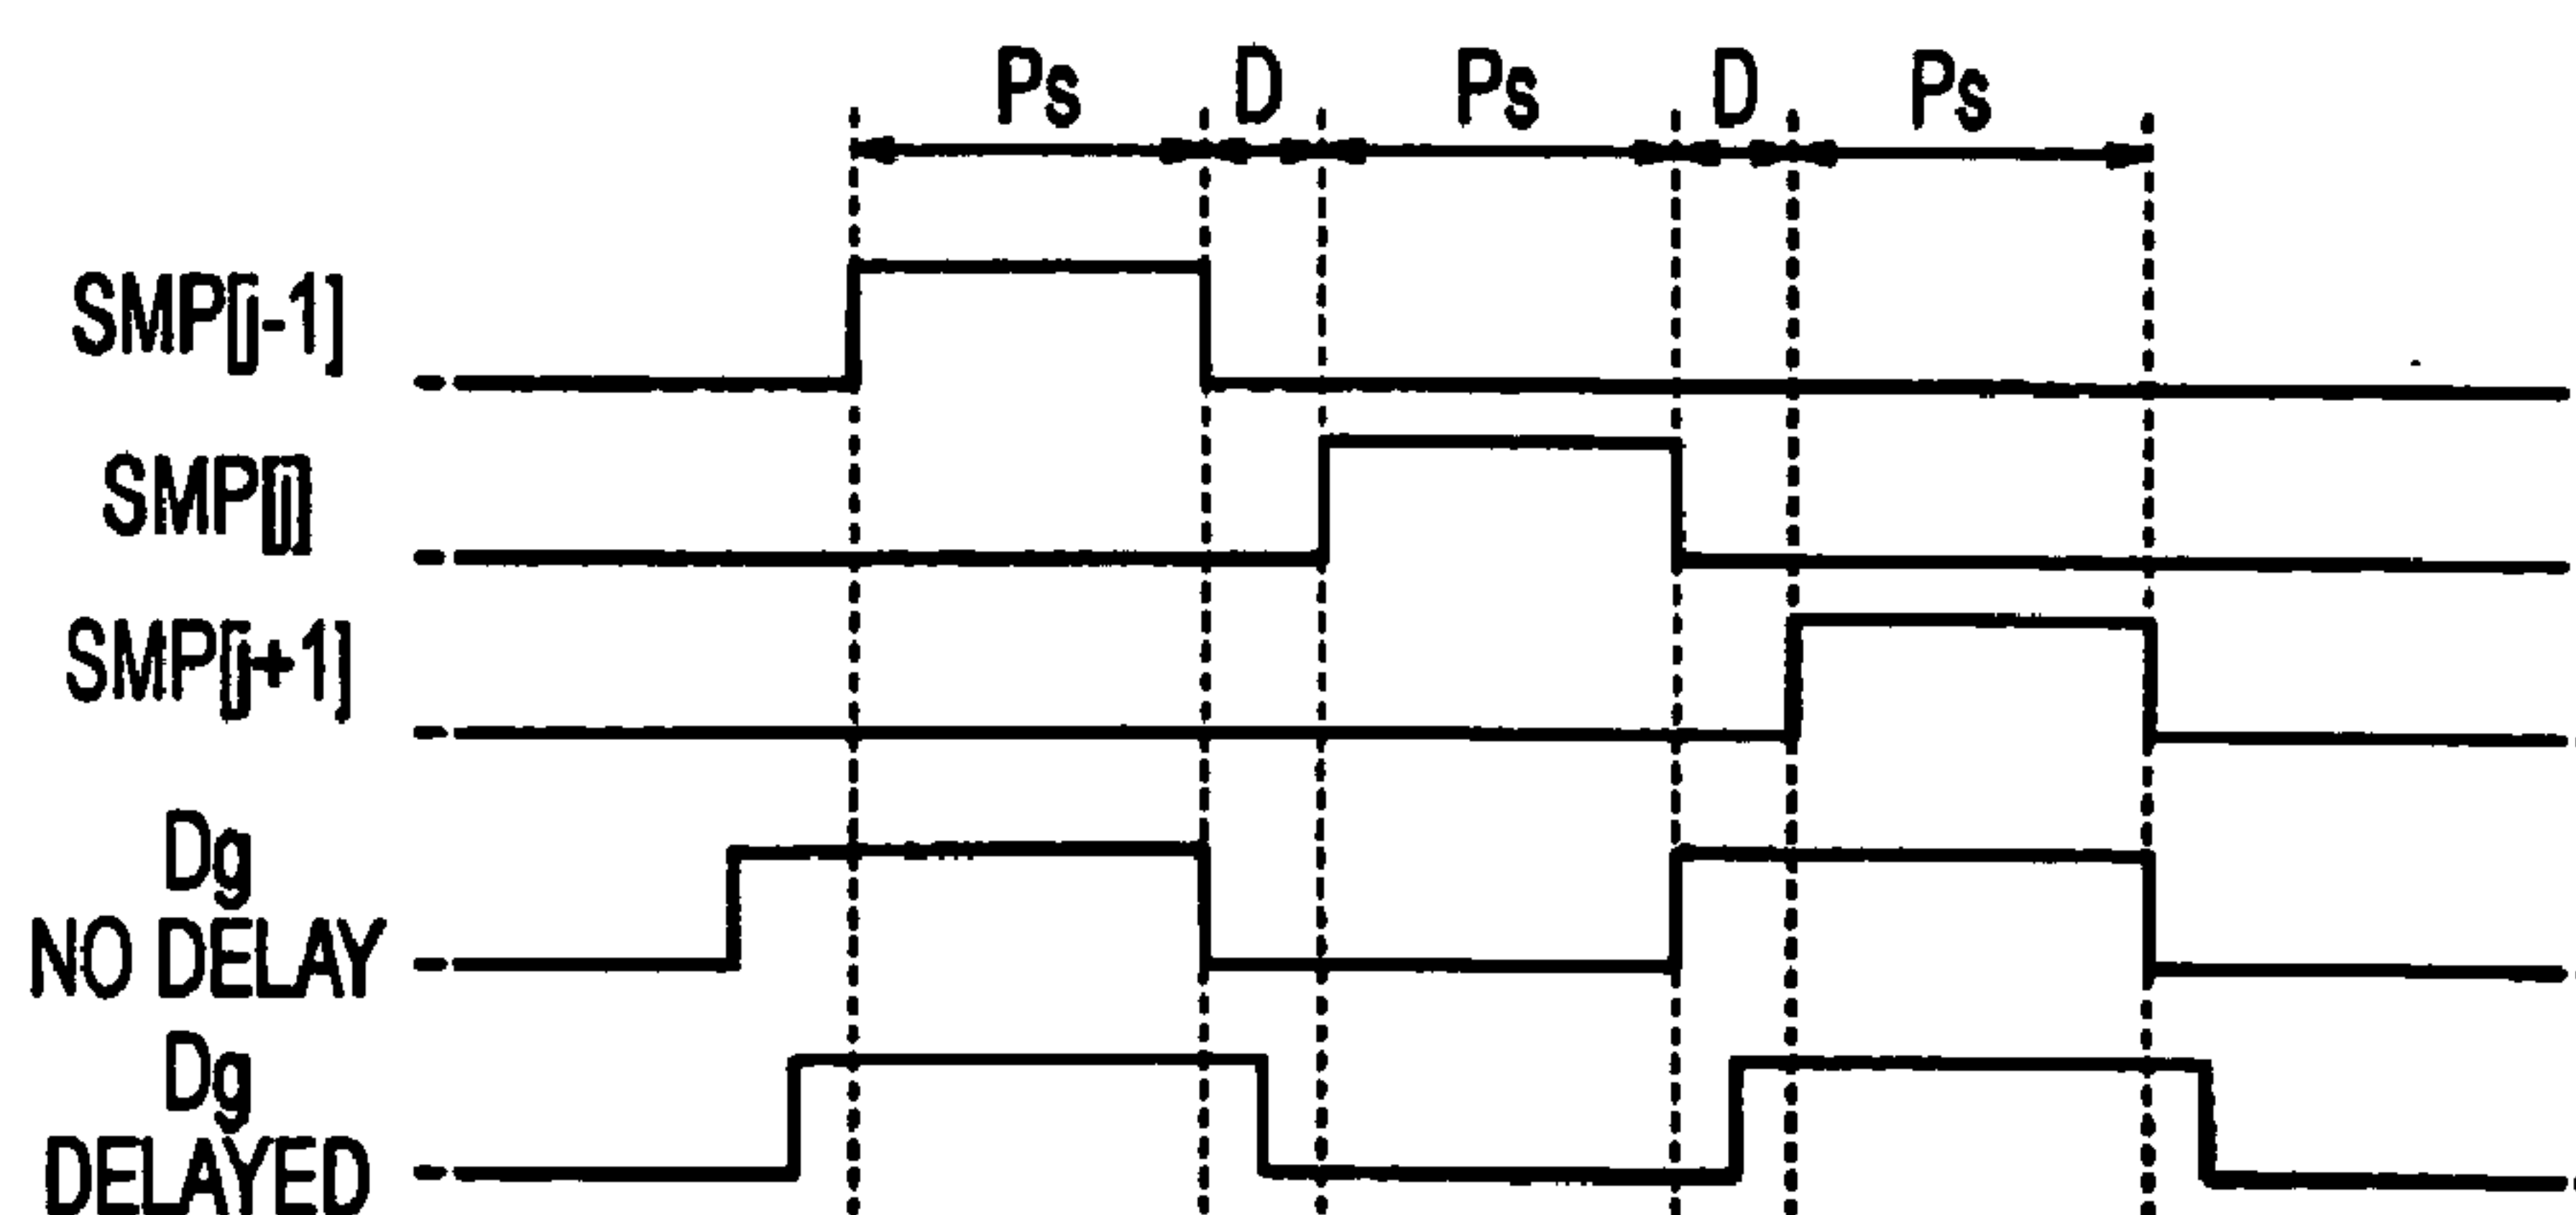 Ps D Ps D Ps
SMP[j-1]
SMP[j]
SMP[j+1]
Dg
NO DELAY
Dg
DELAYED